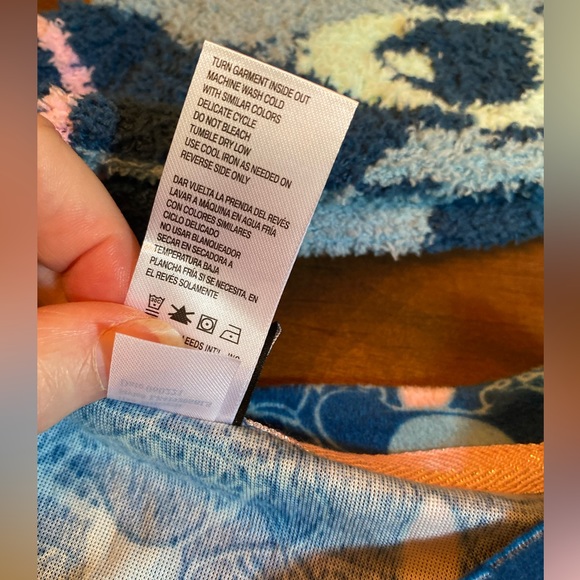 TURN GARMENT INSIDE OUT
MACHINE WASH COLD
WITH SIMILAR COLORS
DELICATE CYCLE
DO NOT BLEACH
TUMBLE DRY LOW
USE COOL IRON AS NEEDED ON
REVERSE SIDE ONLY
DAR VUELTA LA PRENDA DEL REVÉS
LAVAR A MÁQUINA EN AGUA FRÍA
CON COLORES SIMILARES
CICLO DELICADO
NO USAR BLANQUEADOR
SECAR EN SECADORA A
TEMPERATURA BAJA
PLANCHA FRÍA SI SE NECESITA, EN
EL REVÉS SOLAMENTE
EEDS INT'L, INC.